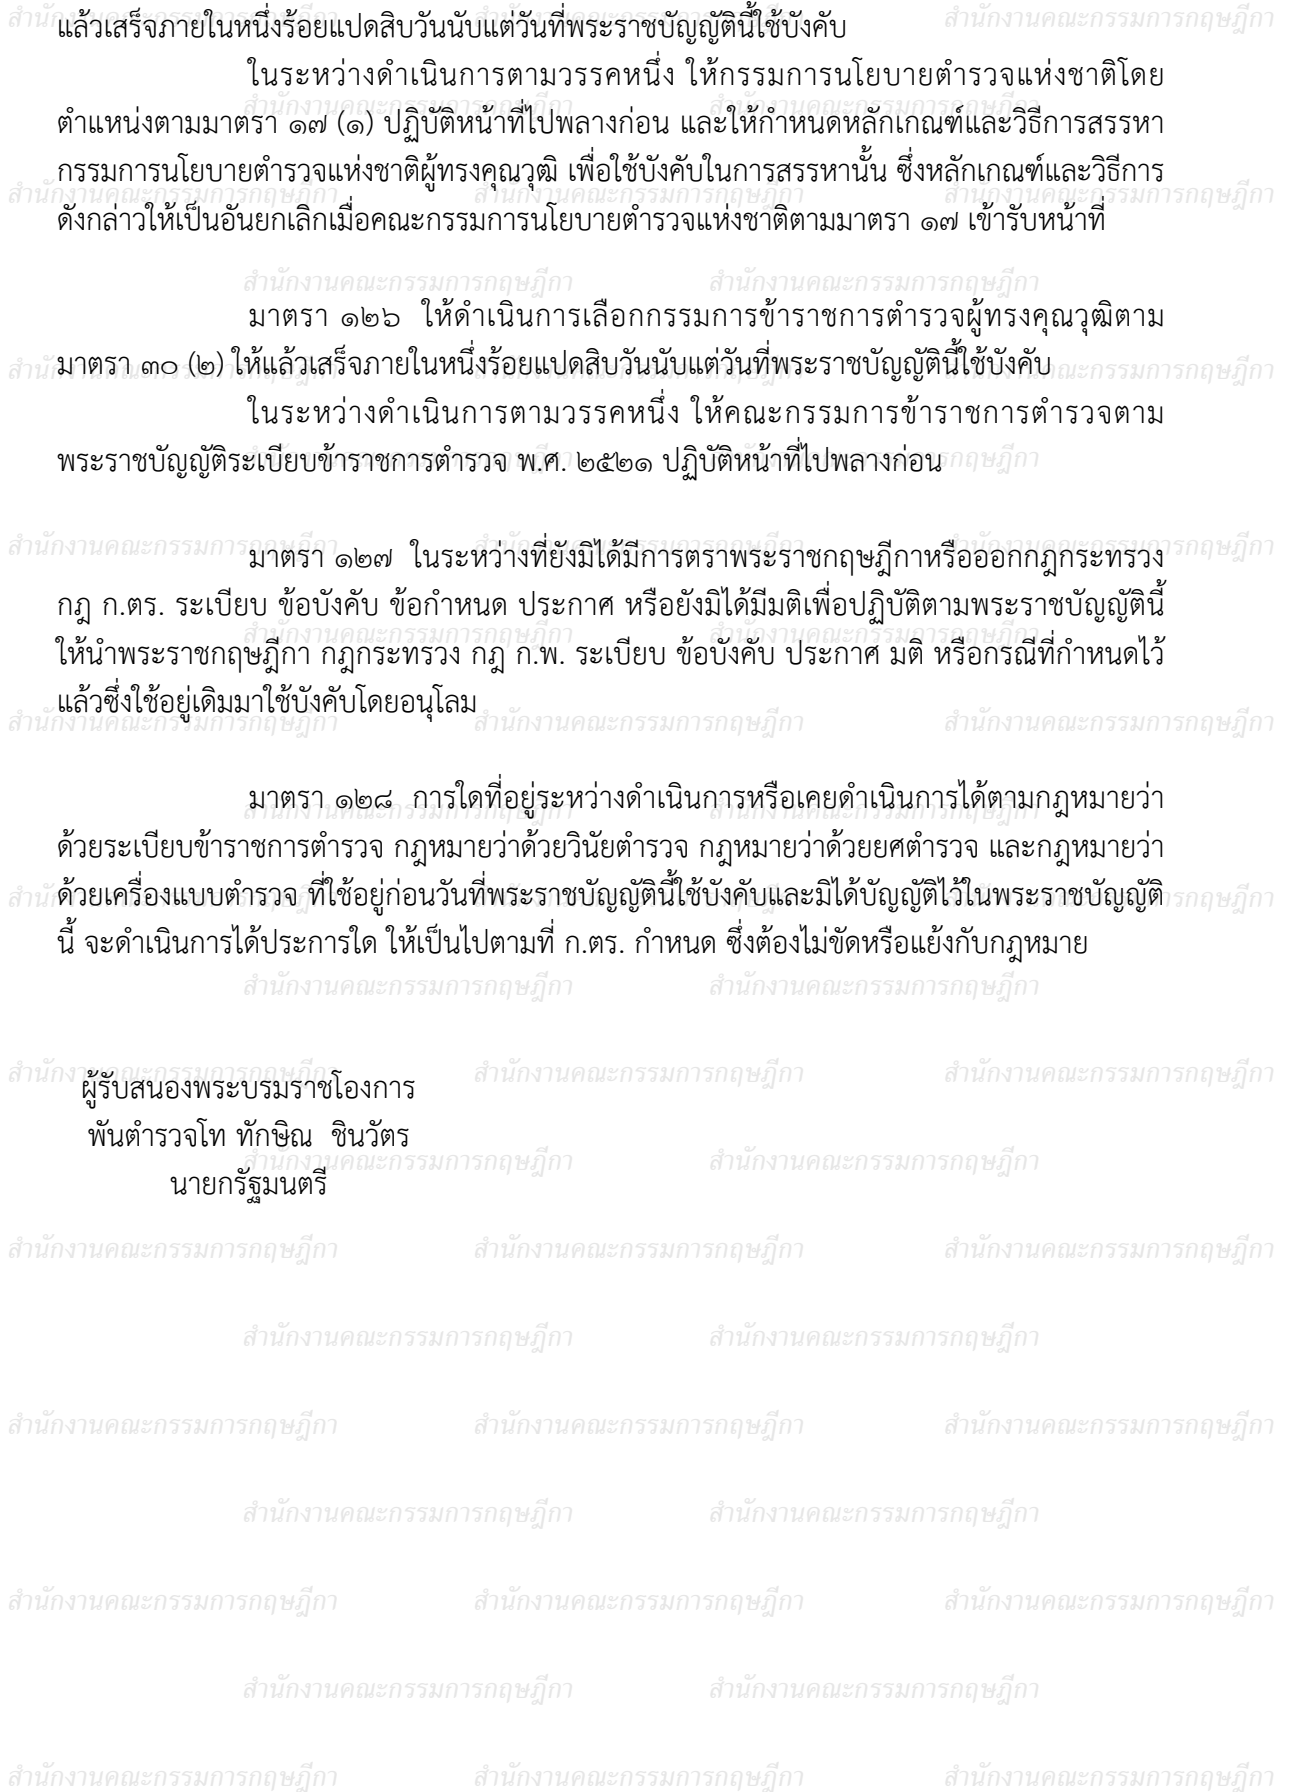 แล้วเสร็จภายในหนึ่งร้อยแปดสิบวันนับแต่วันที่พระราชบัญญัตินี้ใช้บังคับ
ในระหว่างดำเนินการตามวรรคหนึ่ง ให้กรรมการนโยบายตำรวจแห่งชาติโดย
ตำแหน่งตามมาตรา ๑๗ (๑) ปฏิบัติหน้าที่ไปพลางก่อน และให้กำหนดหลักเกณฑ์และวิธีการสรรหา
กรรมการนโยบายตำรวจแห่งชาติผู้ทรงคุณวุฒิ เพื่อใช้บังคับในการสรรหานั้น ซึ่งหลักเกณฑ์และวิธีการ
ดังกล่าวให้เป็นอันยกเลิกเมื่อคณะกรรมการนโยบายตำรวจแห่งชาติตามมาตรา ๑๗ เข้ารับหน้าที่
มาตรา ๑๒๖ ให้ดำเนินการเลือกกรรมการข้าราชการตำรวจผู้ทรงคุณวุฒิตาม
มาตรา ๓๐ (๒) ให้แล้วเสร็จภายในหนึ่งร้อยแปดสิบวันนับแต่วันที่พระราชบัญญัตินี้ใช้บังคับ
ในระหว่างดำเนินการตามวรรคหนึ่ง ให้คณะกรรมการข้าราชการตำรวจตาม
พระราชบัญญัติระเบียบข้าราชการตำรวจ พ.ศ. ๒๕๒๑ ปฏิบัติหน้าที่ไปพลางก่อน
มาตรา ๑๒๗ ในระหว่างที่ยังมิได้มีการตราพระราชกฤษฎีกาหรือออกกฎกระทรวง
กฎ ก.ตร. ระเบียบ ข้อบังคับ ข้อกำหนด ประกาศ หรือยังมิได้มีมติเพื่อปฏิบัติตามพระราชบัญญัตินี้
ให้นำพระราชกฤษฎีกา กฎกระทรวง กฎ ก.พ. ระเบียบ ข้อบังคับ ประกาศ มติ หรือกรณีที่กำหนดไว้
แล้วซึ่งใช้อยู่เดิมมาใช้บังคับโดยอนุโลม
มาตรา ๑๒๘ การใดที่อยู่ระหว่างดำเนินการหรือเคยดำเนินการได้ตามกฎหมายว่า
ด้วยระเบียบข้าราชการตำรวจ กฎหมายว่าด้วยวินัยตำรวจ กฎหมายว่าด้วยยศตำรวจ และกฎหมายว่า
ด้วยเครื่องแบบตำรวจ ที่ใช้อยู่ก่อนวันที่พระราชบัญญัตินี้ใช้บังคับและมิได้บัญญัติไว้ในพระราชบัญญัติ
นี้ จะดำเนินการได้ประการใด ให้เป็นไปตามที่ ก.ตร. กำหนด ซึ่งต้องไม่ขัดหรือแย้งกับกฎหมาย
ผู้รับสนองพระบรมราชโองการ
พันตำรวจโท ทักษิณ ชินวัตร
นายกรัฐมนตรี